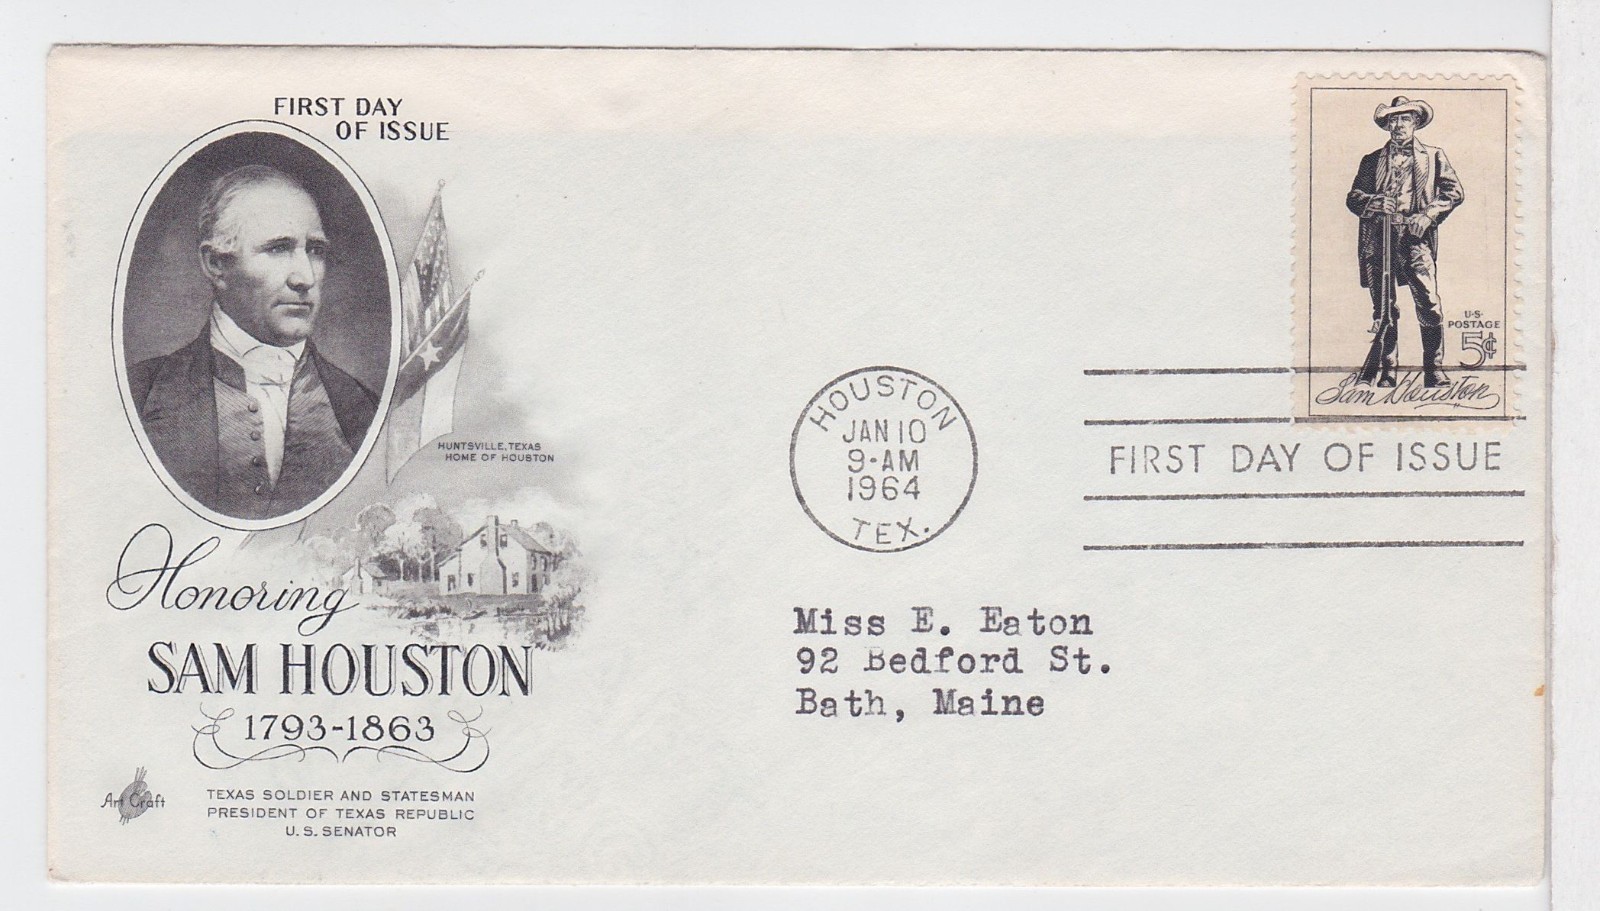 FIRST DAY
OF ISSUE
HUNTSVILLE, TEXAS
HOME OF HOUSTON
Honoring
SAM HOUSTON
1793-1863
Art Craft
TEXAS SOLDIER AND STATESMAN
PRESIDENT OF TEXAS REPUBLIC
U.S. SENATOR
U.S.
POSTAGE
5¢
Sam Houston
HOUSTON
JAN 10
9-AM
1964
TEX.
FIRST DAY OF ISSUE
Miss E. Eaton
92 Bedford St.
Bath, Maine